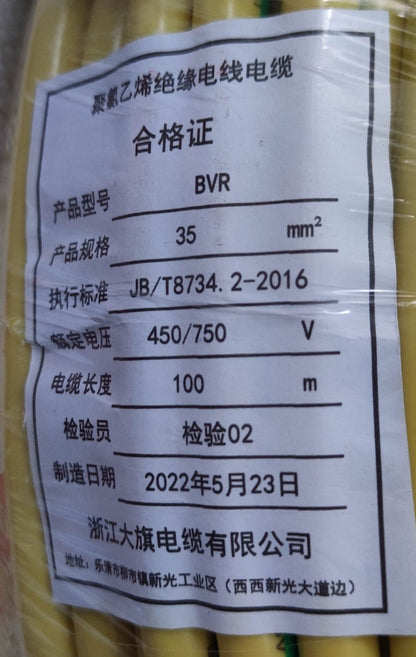 聚氯乙烯绝缘电线电缆
合格证
产品型号 BVR
产品规格 35 mm²
执行标准 JB/T8734.2-2016
额定电压 450/750 V
电缆长度 100 m
检验员 检验02
制造日期 2022年5月23日
浙江大旗电缆有限公司
地址：乐清市柳市镇新光工业区（西西新光大道边）